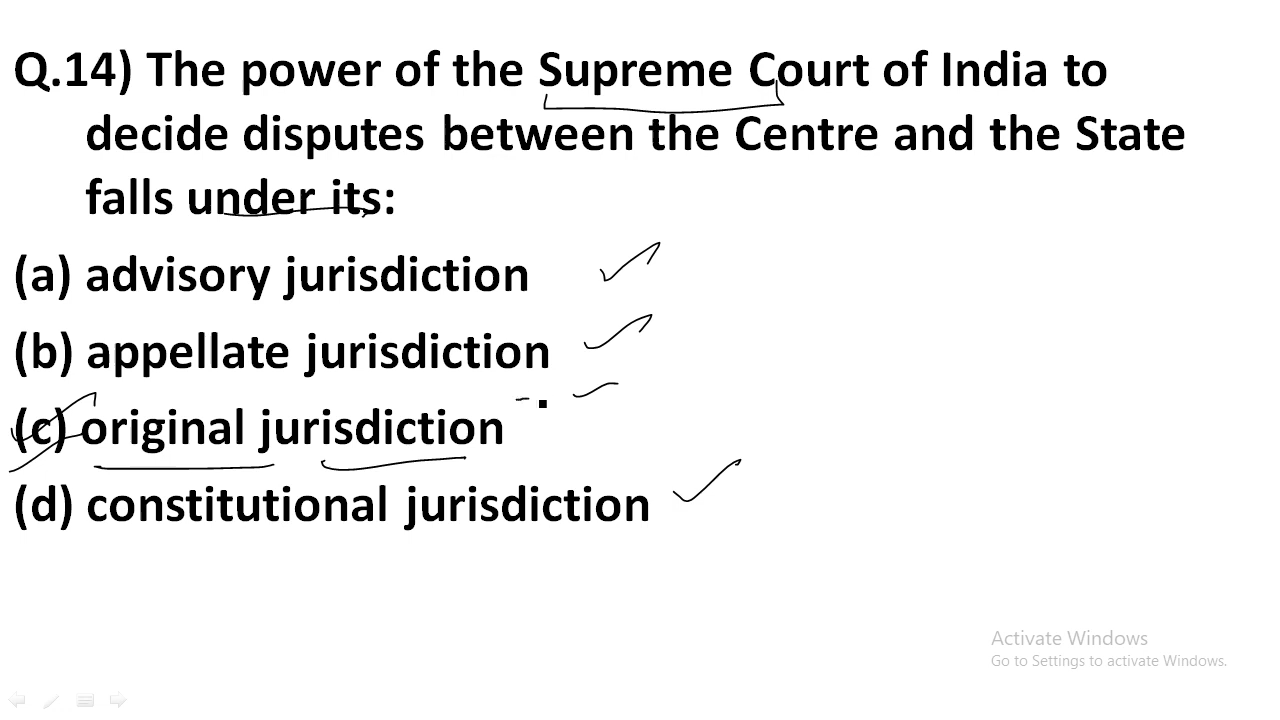 Q.14) The power of the Supreme Court of India to
decide disputes between the Centre and the State
falls under its:
(a) advisory jurisdiction
(b) appellate jurisdiction
(c) original jurisdiction
(d) constitutional jurisdiction
Activate Windows
Go to Settings to activate Windows.